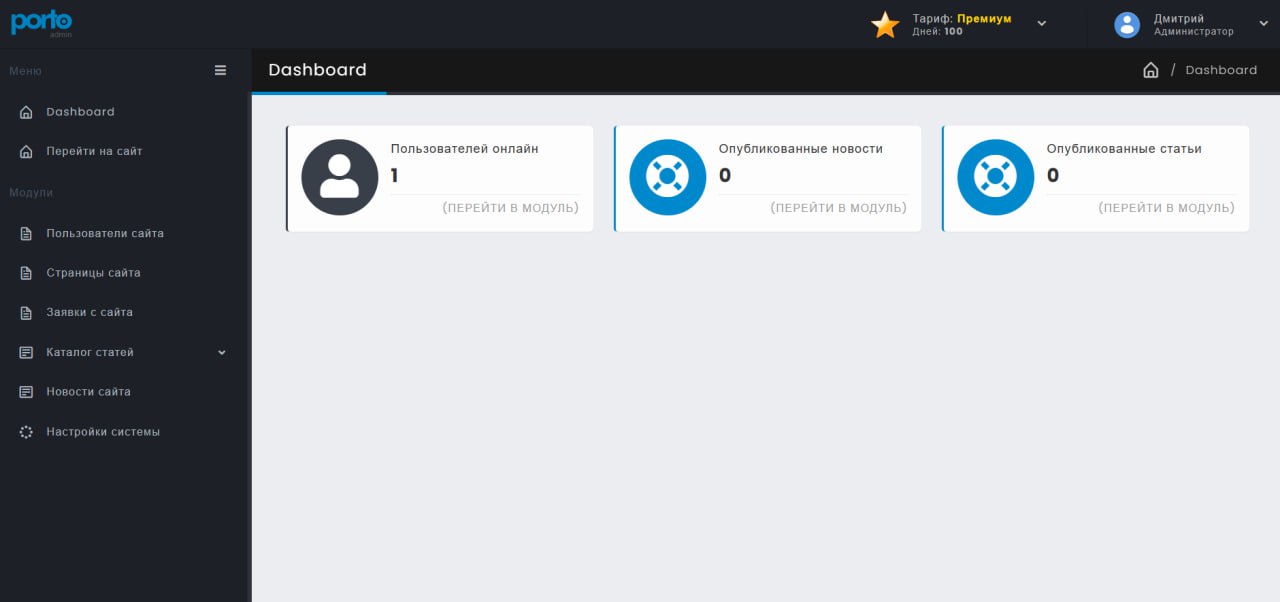 porto
admin
Тариф: Премиум
Дней: 100
Дмитрий
Администратор
Меню
Dashboard
/ Dashboard
Dashboard
Перейти на сайт
Модули
Пользователи сайта
Страницы сайта
Заявки с сайта
Каталог статей
Новости сайта
Настройки системы
Пользователей онлайн
1
(ПЕРЕЙТИ В МОДУЛЬ)
Опубликованные новости
0
(ПЕРЕЙТИ В МОДУЛЬ)
Опубликованные статьи
0
(ПЕРЕЙТИ В МОДУЛЬ)